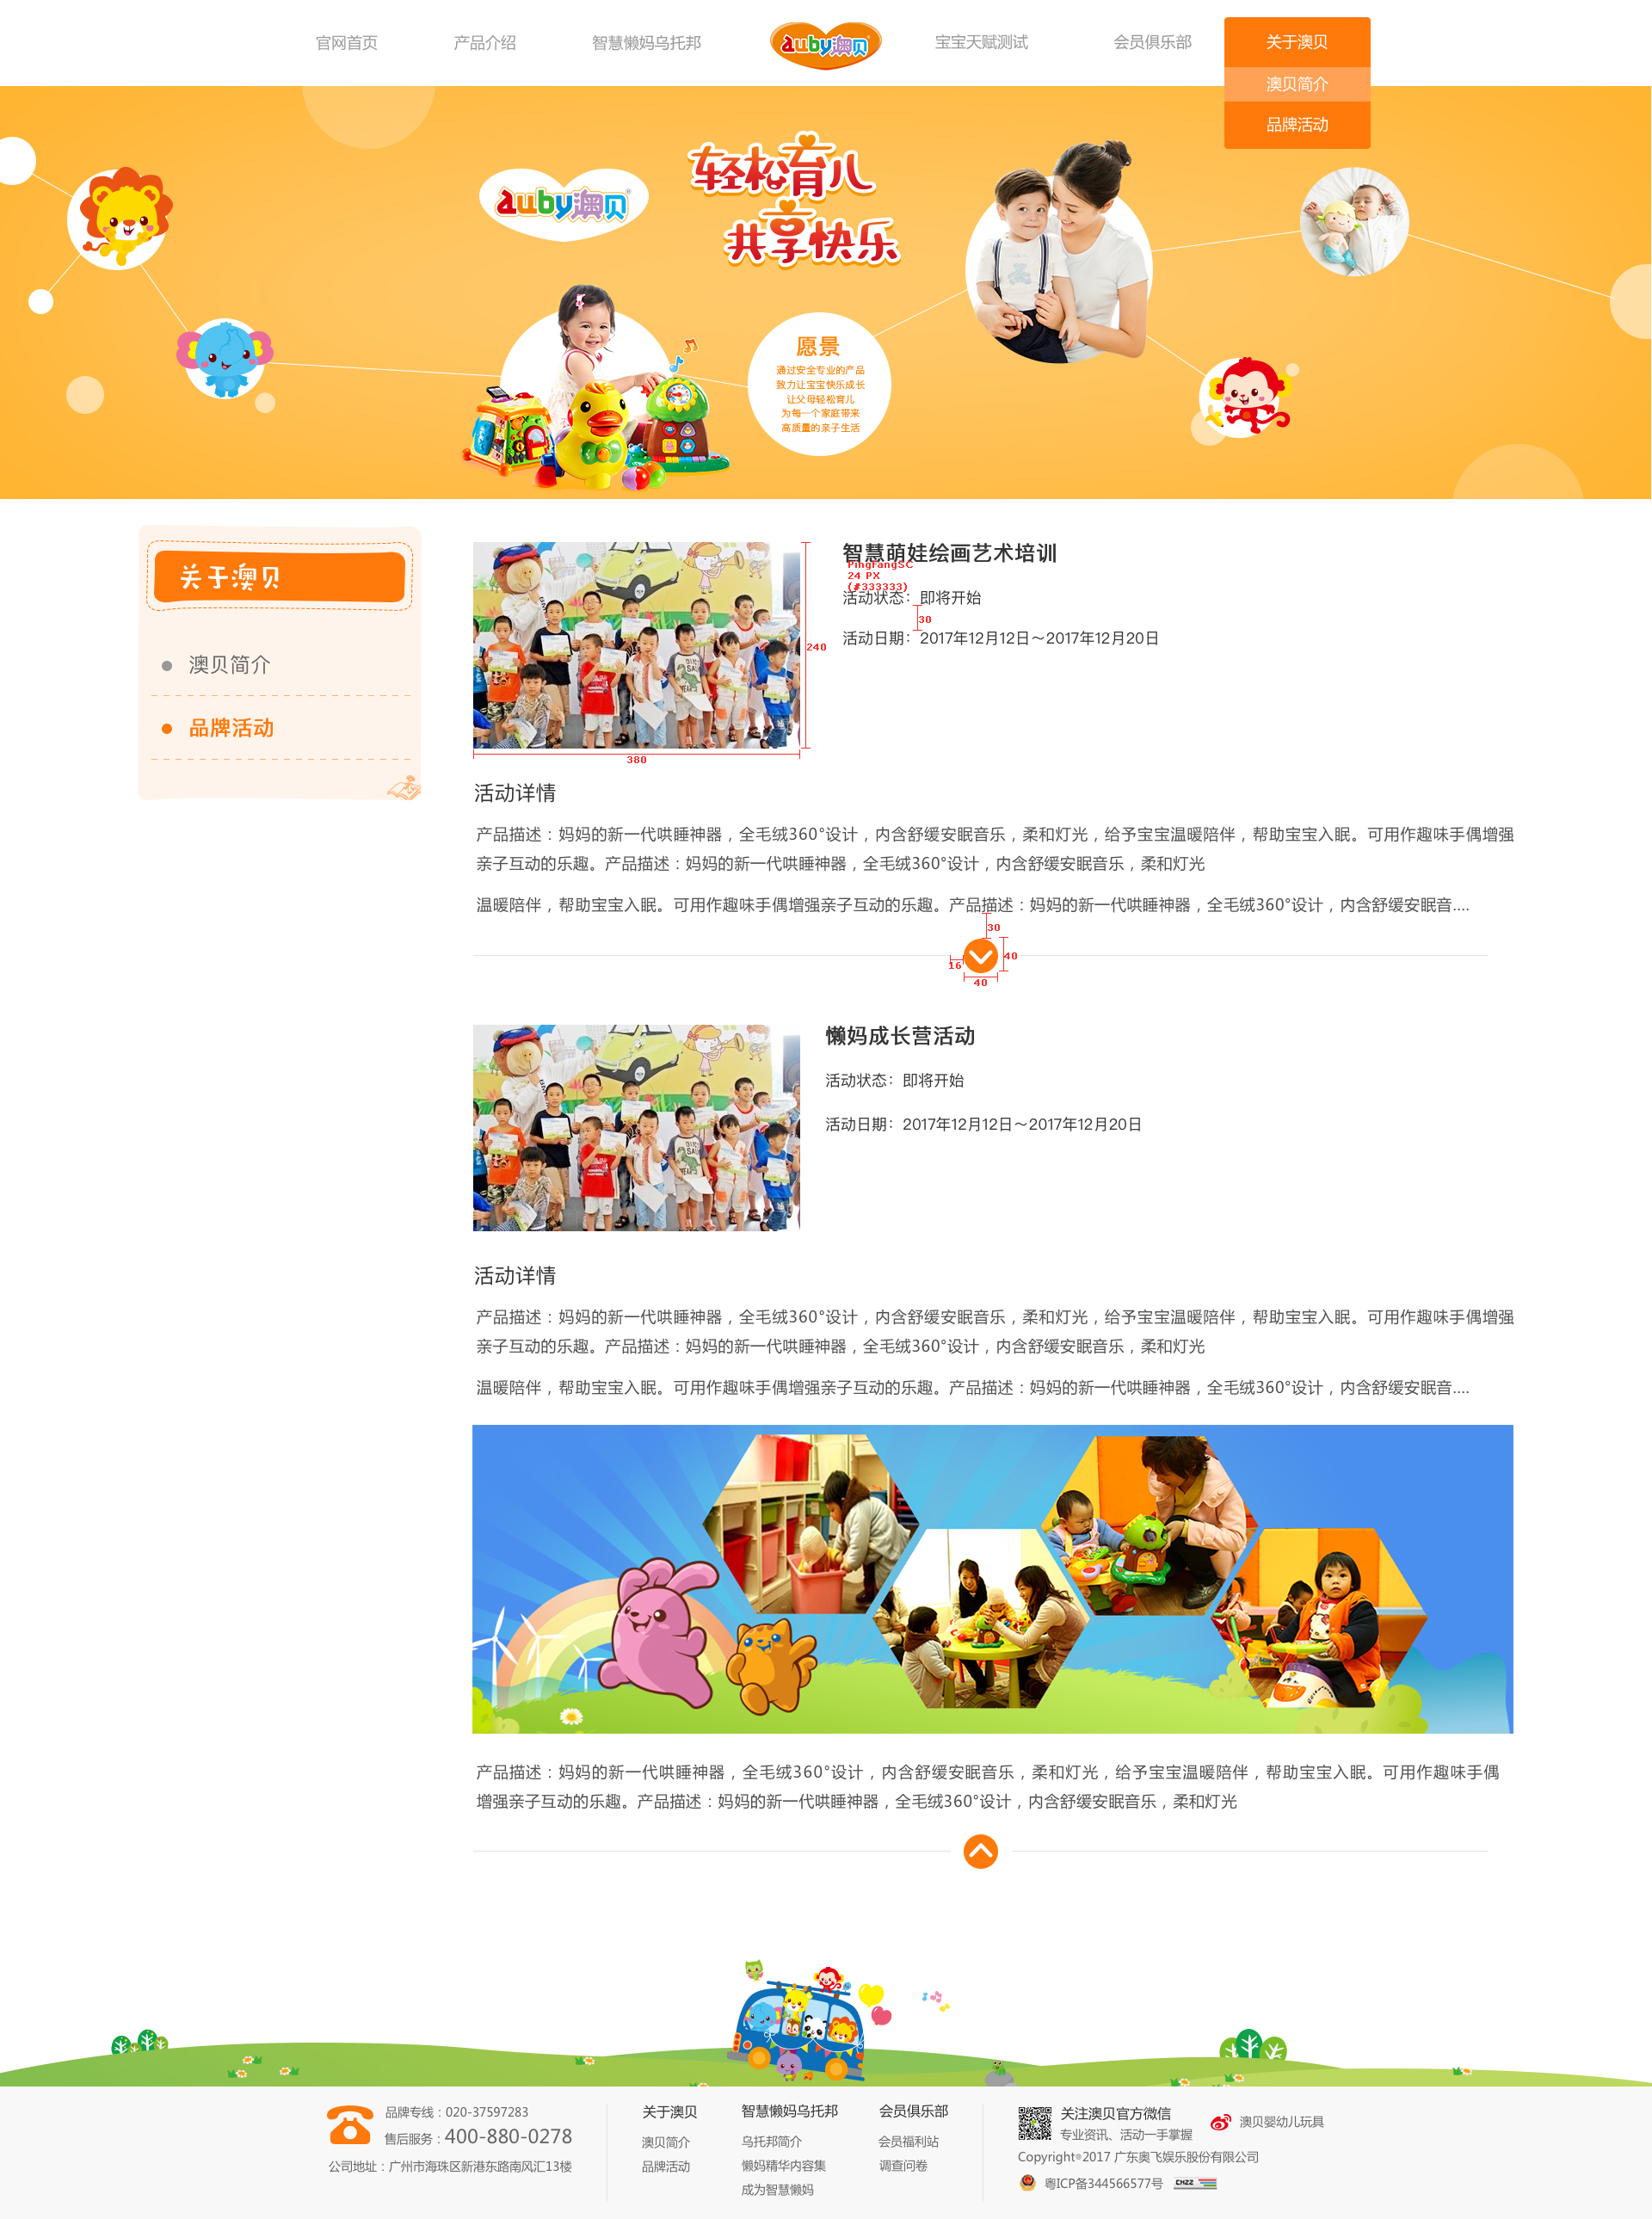 官网首页
产品介绍
智慧懒妈乌托邦
auby澳贝
宝宝天赋测试
会员俱乐部
关于澳贝
澳贝简介
品牌活动
auby澳贝®
轻松育儿
共享快乐
愿景
通过安全专业的产品
致力让宝宝快乐成长
让父母轻松育儿
为每一个家庭带来
高质量的亲子生活
关于澳贝
澳贝简介
品牌活动
智慧萌娃绘画艺术培训
PingFangSC
24 PX
(#333333)
活动状态：即将开始
30
活动日期：2017年12月12日～2017年12月20日
240
380
活动详情
产品描述：妈妈的新一代哄睡神器，全毛绒360°设计，内含舒缓安眠音乐，柔和灯光，给予宝宝温暖陪伴，帮助宝宝入眠。可用作趣味手偶增强
亲子互动的乐趣。产品描述：妈妈的新一代哄睡神器，全毛绒360°设计，内含舒缓安眠音乐，柔和灯光
温暖陪伴，帮助宝宝入眠。可用作趣味手偶增强亲子互动的乐趣。产品描述：妈妈的新一代哄睡神器，全毛绒360°设计，内含舒缓安眠音....
30
40
16
40
懒妈成长营活动
活动状态：即将开始
活动日期：2017年12月12日～2017年12月20日
活动详情
产品描述：妈妈的新一代哄睡神器，全毛绒360°设计，内含舒缓安眠音乐，柔和灯光，给予宝宝温暖陪伴，帮助宝宝入眠。可用作趣味手偶增强
亲子互动的乐趣。产品描述：妈妈的新一代哄睡神器，全毛绒360°设计，内含舒缓安眠音乐，柔和灯光
温暖陪伴，帮助宝宝入眠。可用作趣味手偶增强亲子互动的乐趣。产品描述：妈妈的新一代哄睡神器，全毛绒360°设计，内含舒缓安眠音....
产品描述：妈妈的新一代哄睡神器，全毛绒360°设计，内含舒缓安眠音乐，柔和灯光，给予宝宝温暖陪伴，帮助宝宝入眠。可用作趣味手偶
增强亲子互动的乐趣。产品描述：妈妈的新一代哄睡神器，全毛绒360°设计，内含舒缓安眠音乐，柔和灯光
品牌专线：020-37597283
售后服务：400-880-0278
公司地址：广州市海珠区新港东路南风汇13楼
关于澳贝
澳贝简介
品牌活动
智慧懒妈乌托邦
乌托邦简介
懒妈精华内容集
成为智慧懒妈
会员俱乐部
会员福利站
调查问卷
关注澳贝官方微信
专业资讯、活动一手掌握
澳贝婴幼儿玩具
Copyright©2017 广东奥飞娱乐股份有限公司
粤ICP备344566577号
CNZZ